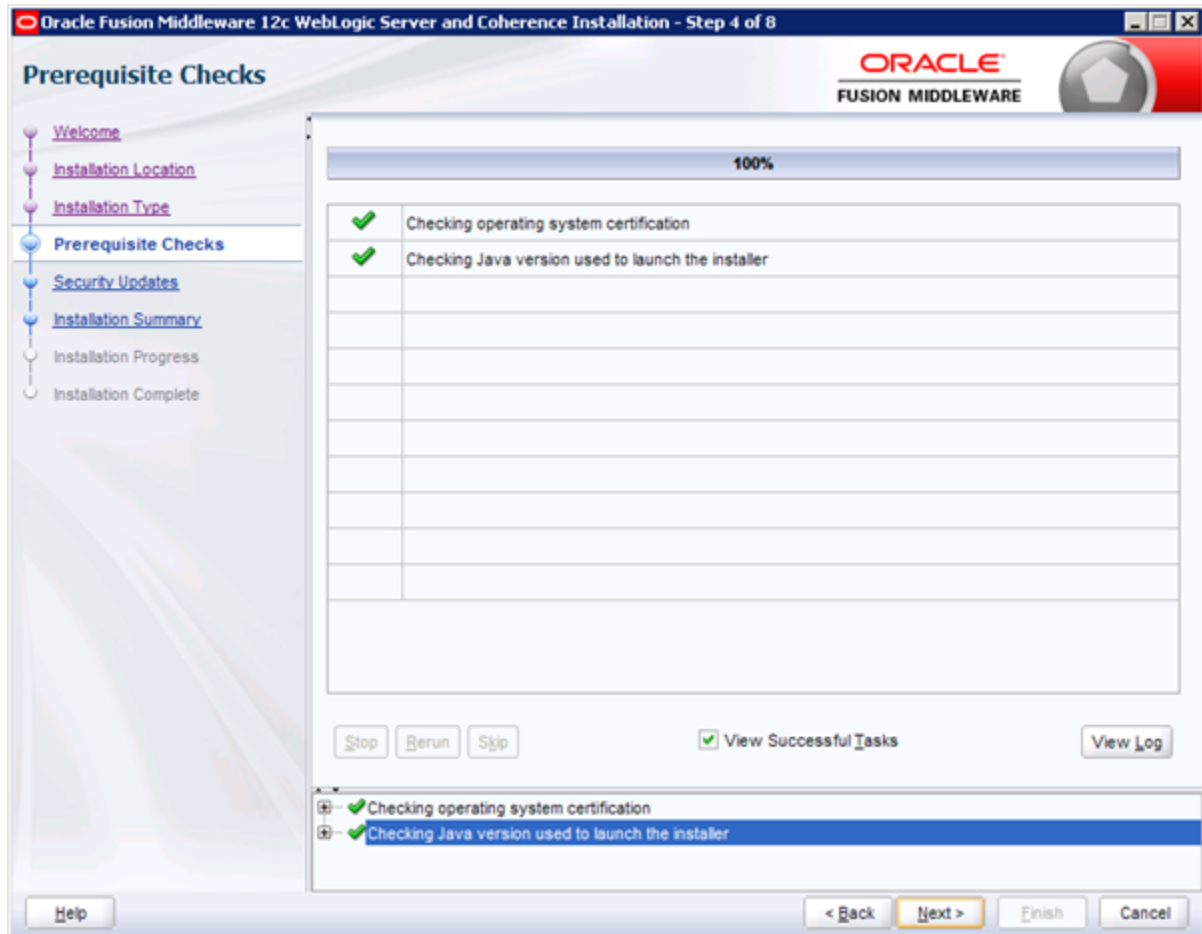 Oracle Fusion Middleware 12c WebLogic Server and Coherence Installation - Step 4 of 8
Prerequisite Checks
ORACLE
FUSION MIDDLEWARE
Welcome
Installation Location
Installation Type
Prerequisite Checks
Security Updates
Installation Summary
Installation Progress
Installation Complete
100%
Checking operating system certification
Checking Java version used to launch the installer
Stop Rerun Skip View Successful Tasks View Log
Checking operating system certification
Checking Java version used to launch the installer
Help < Back Next > Finish Cancel